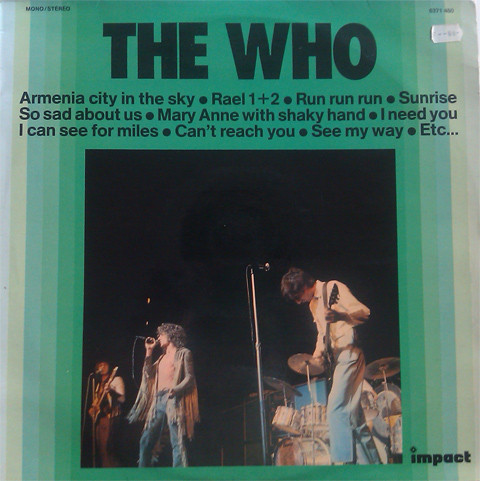 MONO/STEREO
6371 460
THE WHO
Armenia city in the sky ● Rael 1+2 ● Run run run ● Sunrise
So sad about us ● Mary Anne with shaky hand ● I need you
I can see for miles ● Can't reach you ● See my way ● Etc...
impact